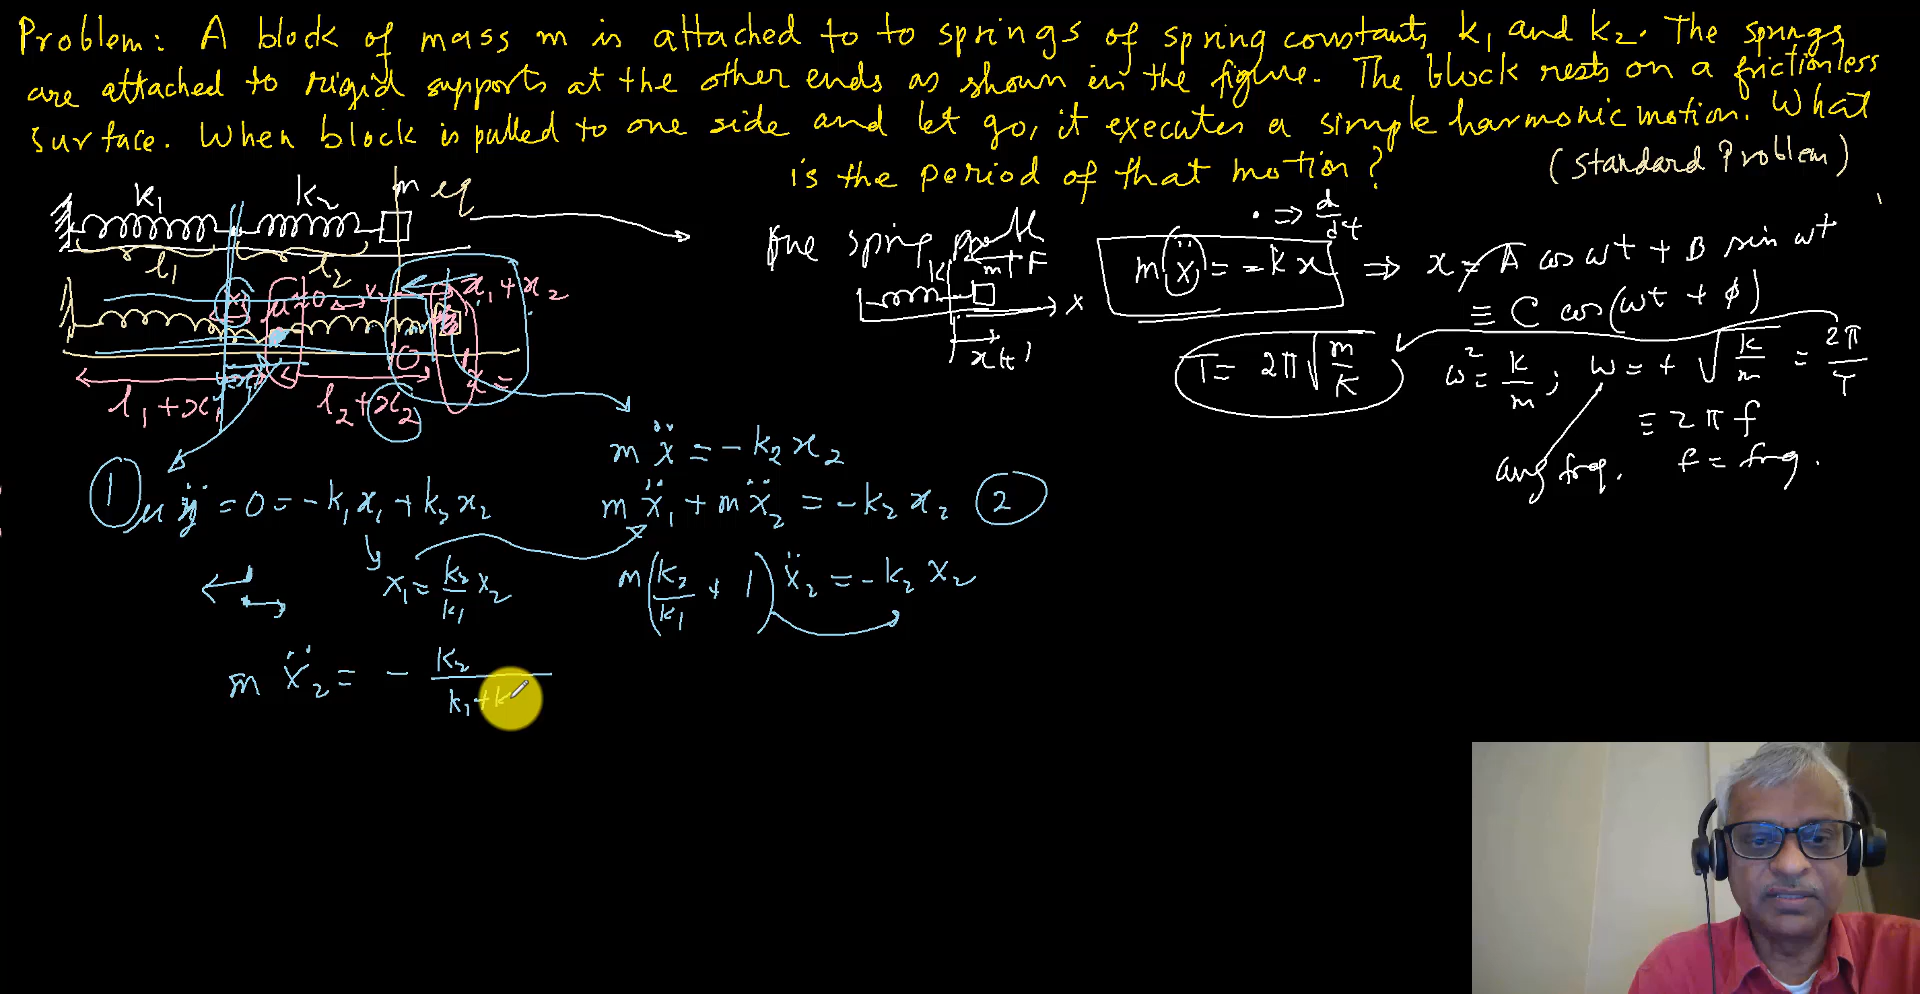 Problem: A block of mass m is attached to to springs of spring constants k₁ and k₂. The springs
are attached to rigid supports at the other ends as shown in the figure. The block rests on a frictionless
surface. When block is pulled to one side and let go, it executes a simple harmonic motion. What
is the period of that motion?
(Standard Problem)
k₁ k₂ m eq
l₁ l₂
x₁ + x₂
l₁ + x₁ l₂ + x₂
One spring
k m F
x
x(t)
• ⇒ d/dt
m ẍ = - k x ⇒ x = A cos ωt + B sin ωt
≡ C cos(ωt + φ)
T = 2π √(m/k)
ω² = k/m ; ω = + √(k/m) = 2π/T
≡ 2πf
ang freq. f = freq.
m ẍ = - k₂ x₂
① μ ÿ = 0 = - k₁ x₁ + k₂ x₂
m ẍ₁ + m ẍ₂ = - k₂ x₂ ②
x₁ = k₂/k₁ x₂
m (k₂/k₁ + 1) ẍ₂ = - k₂ x₂
m ẍ₂ = - k₂/(k₁ + k